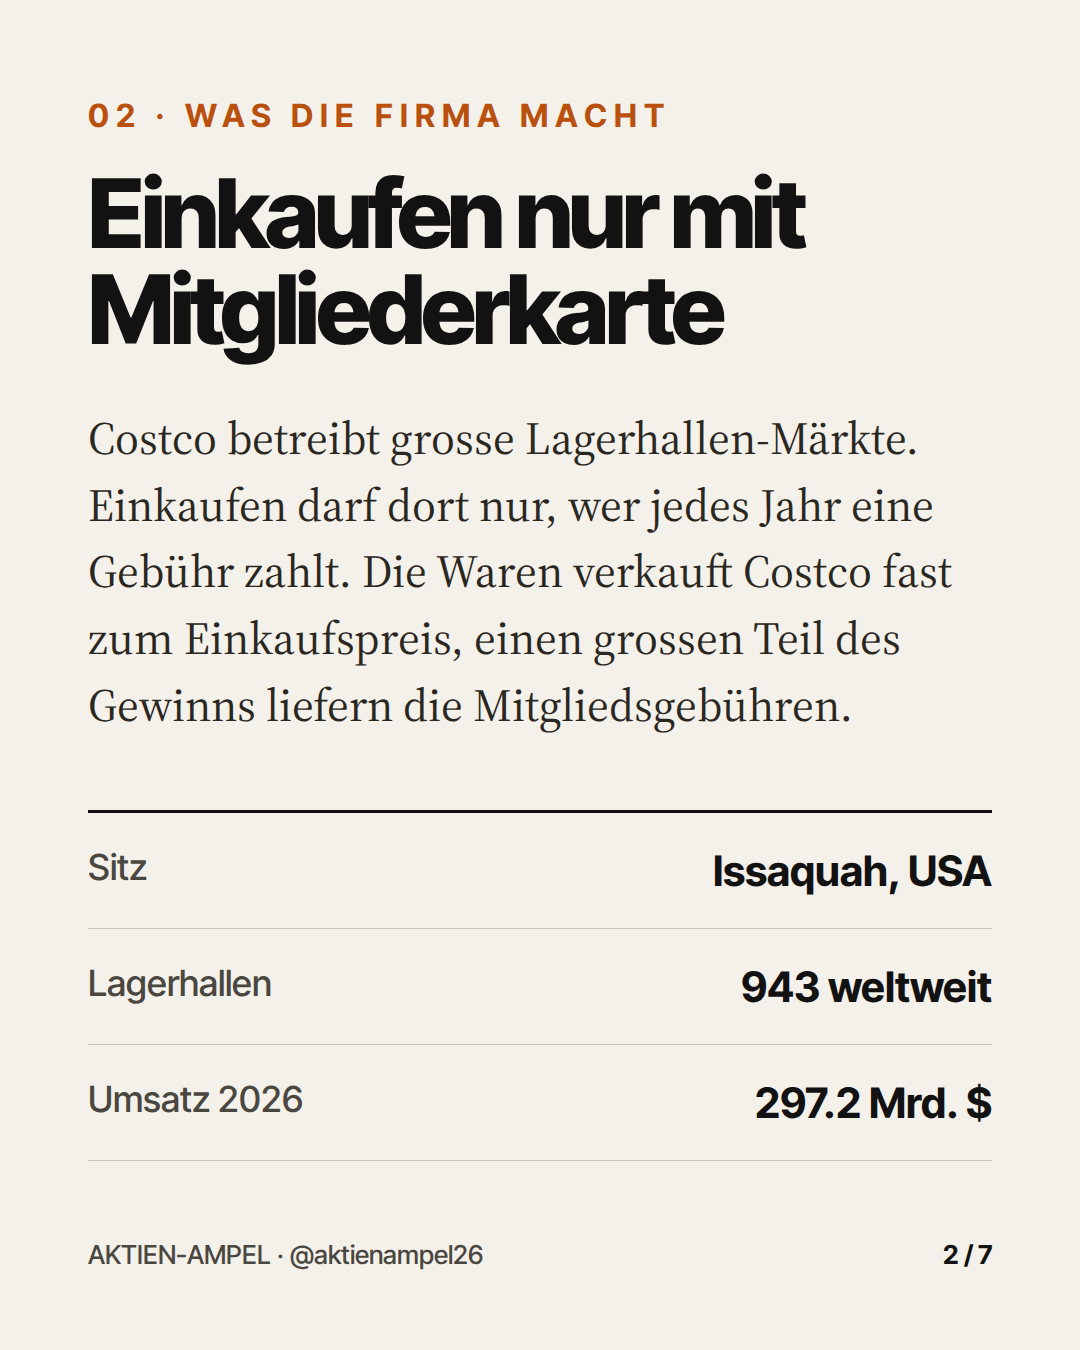 02 · WAS DIE FIRMA MACHT
Einkaufen nur mit
Mitgliederkarte
Costco betreibt grosse Lagerhallen-Märkte.
Einkaufen darf dort nur, wer jedes Jahr eine
Gebühr zahlt. Die Waren verkauft Costco fast
zum Einkaufspreis, einen grossen Teil des
Gewinns liefern die Mitgliedsgebühren.
Sitz Issaquah, USA
Lagerhallen 943 weltweit
Umsatz 2026 297.2 Mrd. $
AKTIEN-AMPEL · @aktienampel26 2 / 7